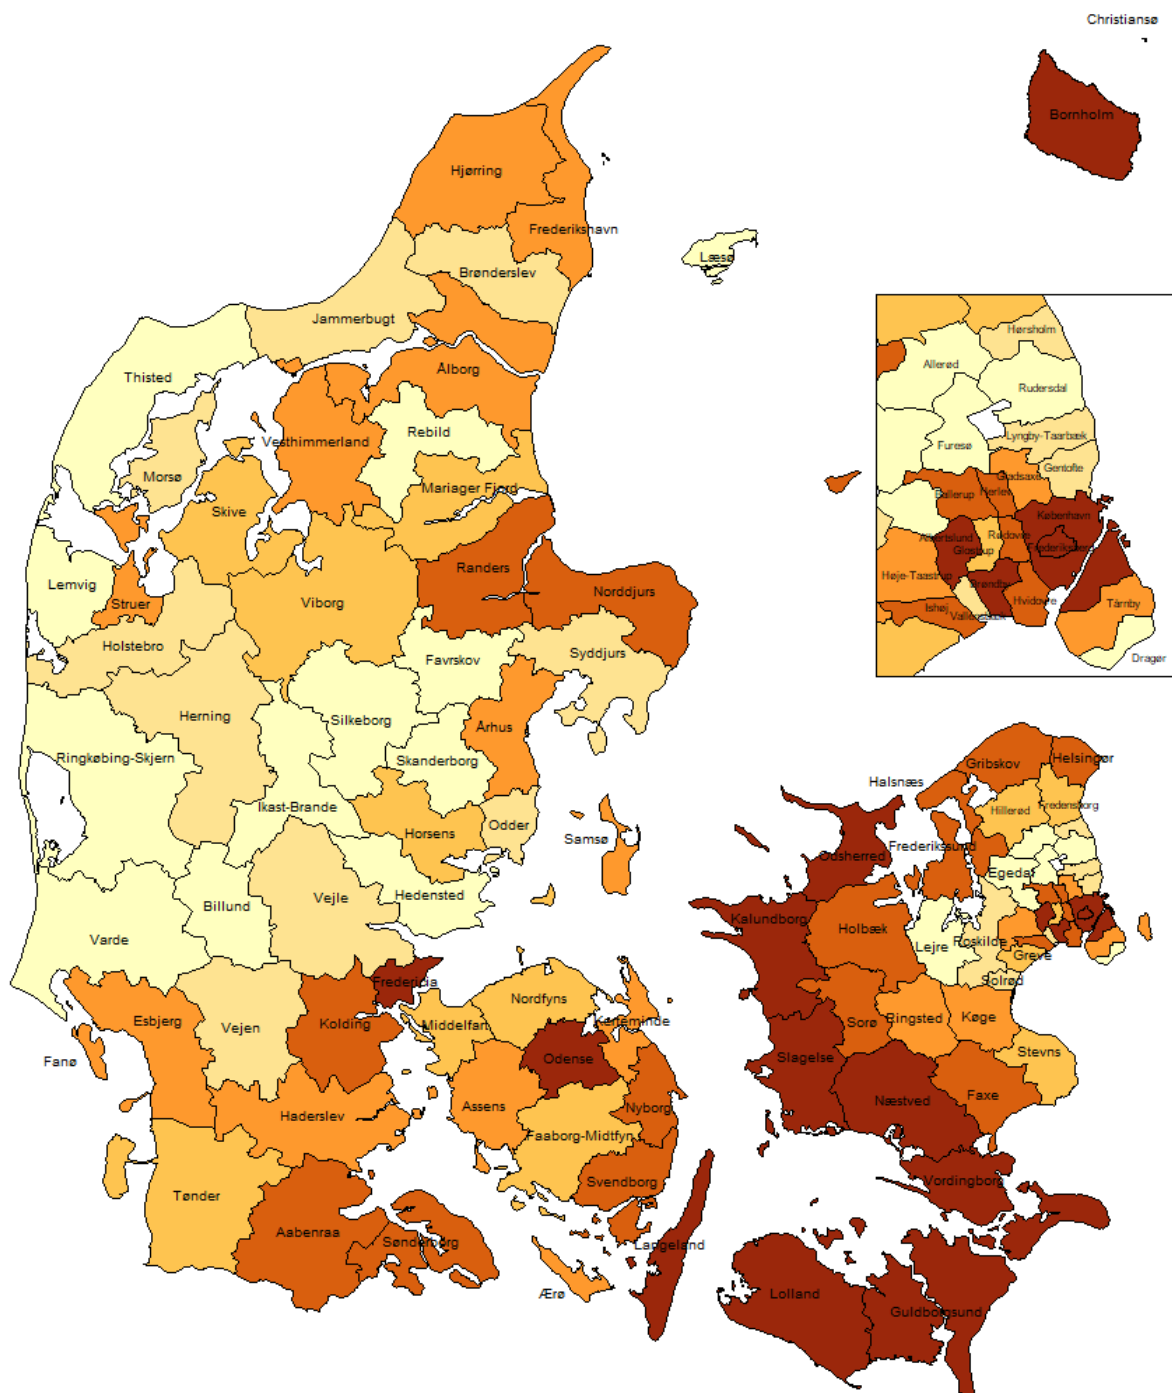 Christiansø
Bornholm
Hjørring
Frederikshavn
Læsø
Brønderslev
Jammerbugt
Hørsholm
Allerød
Ålborg
Thisted
Rudersdal
Rebild
Vesthimmerland
Lyngby-Taarbæk
Furesø
Gentofte
Morsø
Gladsaxe
Mariager Fjord
Ballerup
Herlev
Skive
København
Rødovre
Albertslund
Frederiksberg
Glostrup
Randers
Høje-Taastrup
Lemvig
Brøndby
Norddjurs
Viborg
Struer
Hvidovre
Tårnby
Ishøj
Vallensbæk
Holstebro
Favrskov
Syddjurs
Dragør
Herning
Silkeborg
Århus
Ringkøbing-Skjern
Skanderborg
Helsingør
Gribskov
Halsnæs
Ikast-Brande
Fredensborg
Hillerød
Odder
Horsens
Samsø
Frederikssund
Odsherred
Egedal
Hedensted
Vejle
Billund
Kalundborg
Holbæk
Varde
Roskilde
Lejre
Greve
Fredericia
Solrød
Nordfyns
Esbjerg
Køge
Ringsted
Kerteminde
Sorø
Kolding
Middelfart
Vejen
Stevns
Slagelse
Odense
Fanø
Faxe
Næstved
Assens
Nyborg
Haderslev
Faaborg-Midtfyn
Vordingborg
Svendborg
Tønder
Aabenraa
Sønderborg
Langeland
Ærø
Lolland
Guldborgsund